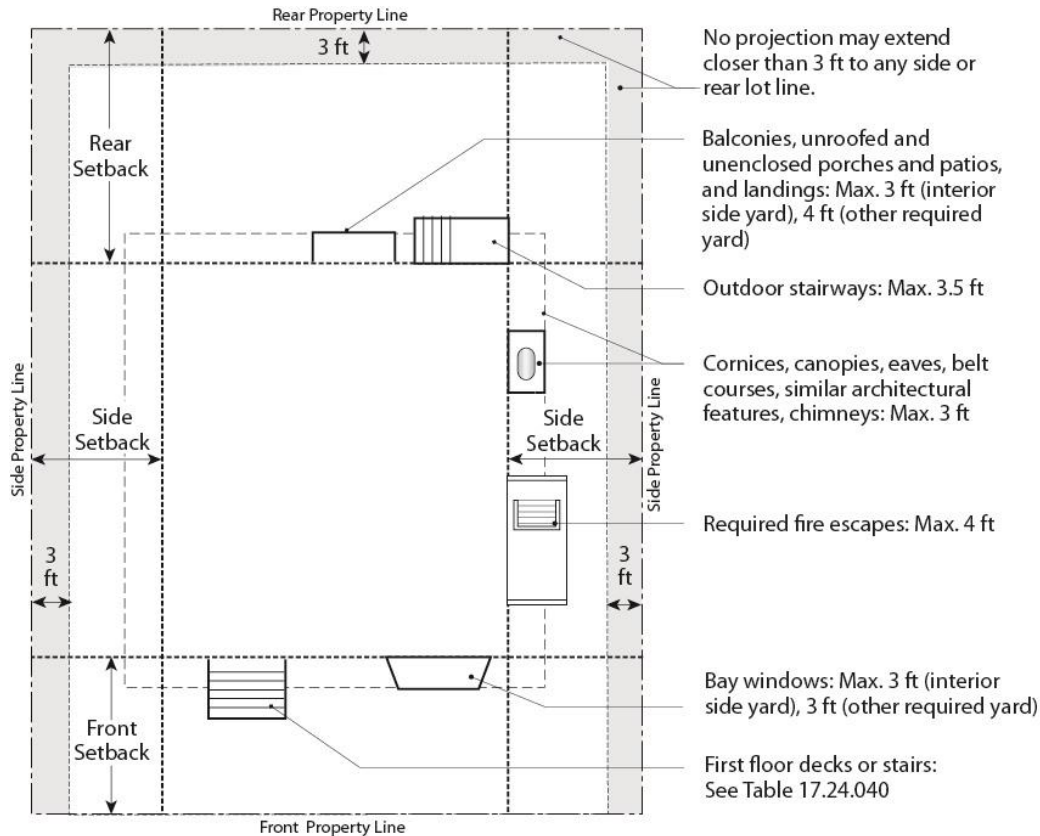 Rear Property Line
3 ft
No projection may extend
closer than 3 ft to any side or
rear lot line.
Rear
Setback
Balconies, unroofed and
unenclosed porches and patios,
and landings: Max. 3 ft (interior
side yard), 4 ft (other required
yard)
Outdoor stairways: Max. 3.5 ft
Cornices, canopies, eaves, belt
courses, similar architectural
features, chimneys: Max. 3 ft
Side Property Line
Side
Setback
Side
Setback
Side Property Line
Required fire escapes: Max. 4 ft
3
ft
3
ft
Bay windows: Max. 3 ft (interior
side yard), 3 ft (other required yard)
Front
Setback
First floor decks or stairs:
See Table 17.24.040
Front Property Line